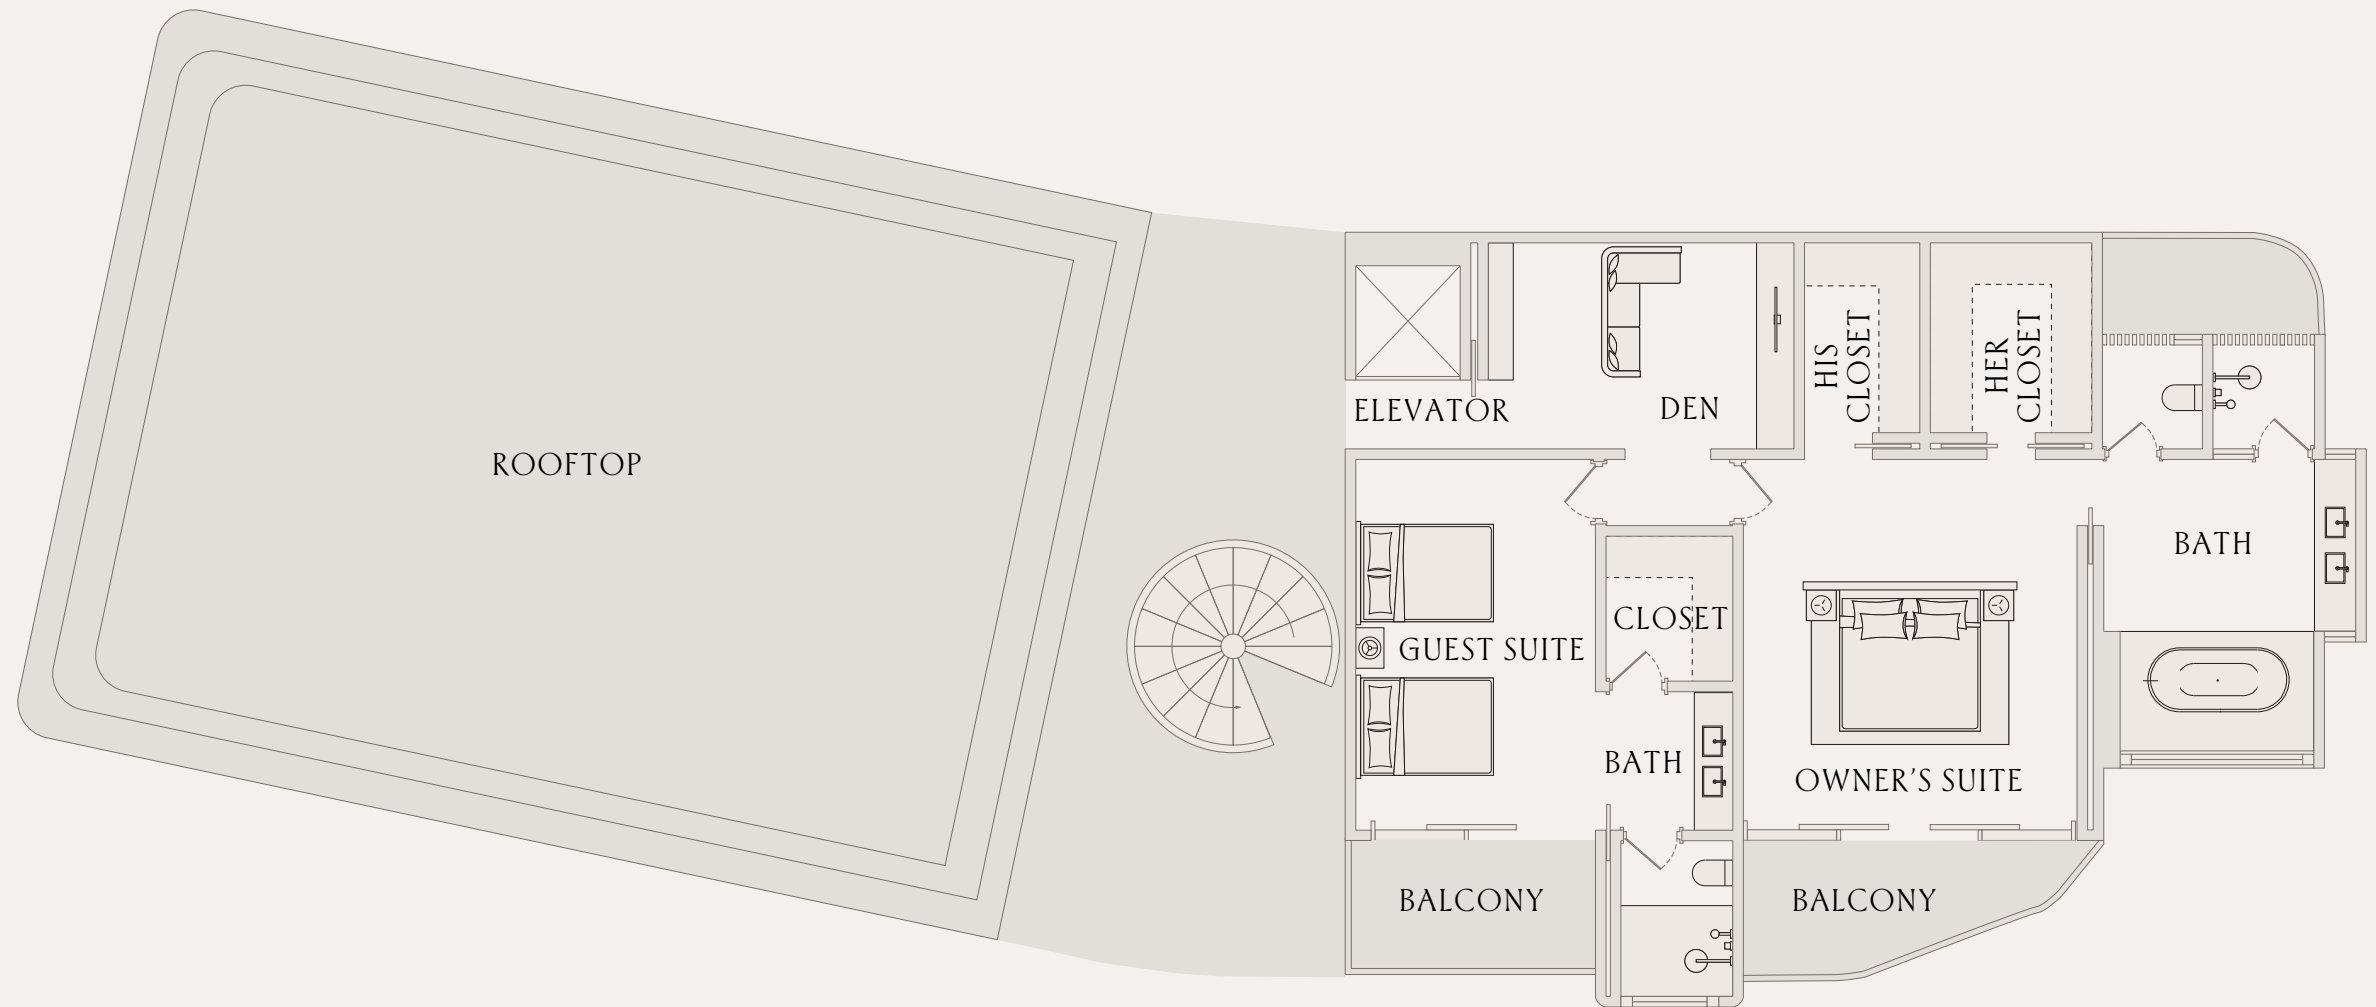 ROOFTOP
ELEVATOR
DEN
HIS
CLOSET
HER
CLOSET
BATH
CLOSET
GUEST SUITE
BATH
OWNER'S SUITE
BALCONY
BALCONY